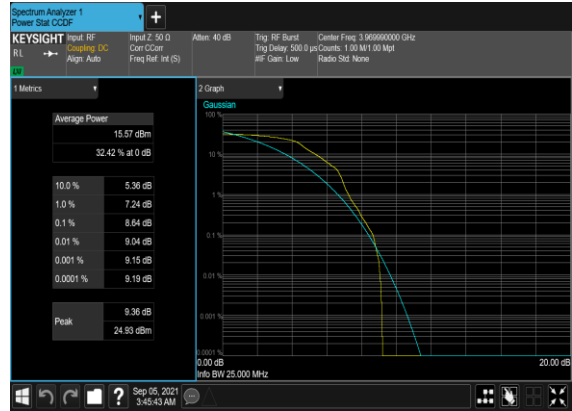 Spectrum Analyzer 1
Power Stat CCDF
KEYSIGHT
RL
Input: RF
Coupling: DC
Align: Auto
Input Z: 50 Ω
Corr CCorr
Freq Ref: Int (S)
Atten: 40 dB
Trig: RF Burst
Trig Delay: 500.0 µs
#IF Gain: Low
Center Freq: 3.969990000 GHz
Counts: 1.00 M/1.00 Mpt
Radio Std: None
1 Metrics
Average Power
15.57 dBm
32.42 % at 0 dB
10.0 % 5.36 dB
1.0 % 7.24 dB
0.1 % 8.64 dB
0.01 % 9.04 dB
0.001 % 9.15 dB
0.0001 % 9.19 dB
Peak
9.36 dB
24.93 dBm
2 Graph
Gaussian
100 %
10 %
1 %
0.1 %
0.01 %
0.001 %
0.0001 %
0.00 dB
20.00 dB
Info BW 25.000 MHz
?
Sep 05, 2021
3:45:43 AM